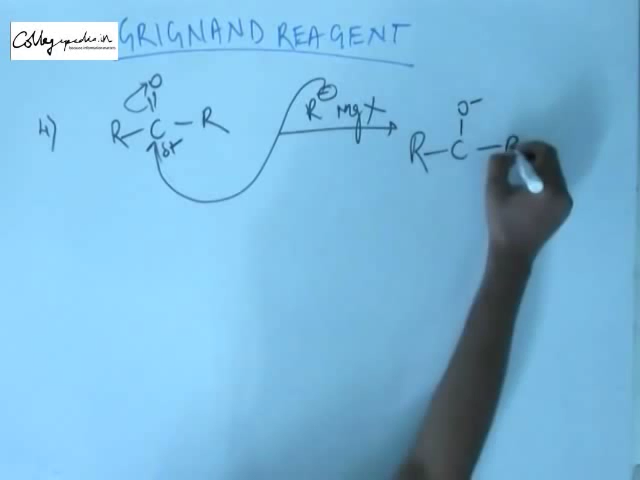 Collegepedia.in
GRIGNAND REAGENT
4)
O
R–C–R
δ+
R⊖ MgX
O⁻
R–C–R